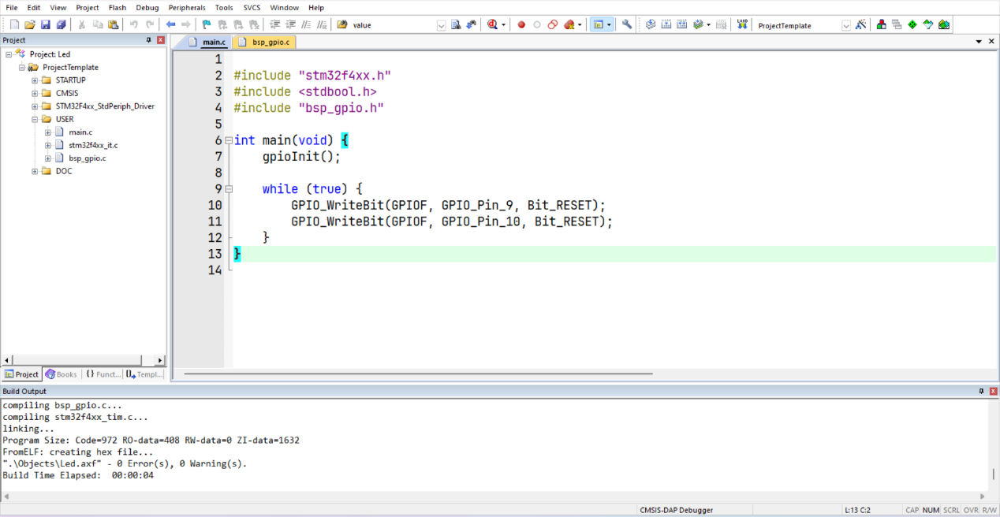 File Edit View Project Flash Debug Peripherals Tools SVCS Window Help
value
LOAD
ProjectTemplate
Project
Project: Led
ProjectTemplate
STARTUP
CMSIS
STM32F4xx_StdPeriph_Driver
USER
main.c
stm32f4xx_it.c
bsp_gpio.c
DOC
Project Books {} Funct... Templ...
main.c bsp_gpio.c
1
2 #include "stm32f4xx.h"
3 #include <stdbool.h>
4 #include "bsp_gpio.h"
5
6 int main(void) {
7 gpioInit();
8
9 while (true) {
10 GPIO_WriteBit(GPIOF, GPIO_Pin_9, Bit_RESET);
11 GPIO_WriteBit(GPIOF, GPIO_Pin_10, Bit_RESET);
12 }
13 }
14
Build Output
compiling bsp_gpio.c...
compiling stm32f4xx_tim.c...
linking...
Program Size: Code=972 RO-data=408 RW-data=0 ZI-data=1632
FromELF: creating hex file...
".\Objects\Led.axf" - 0 Error(s), 0 Warning(s).
Build Time Elapsed: 00:00:04
CMSIS-DAP Debugger L:13 C:2 CAP NUM SCRL OVR R/W